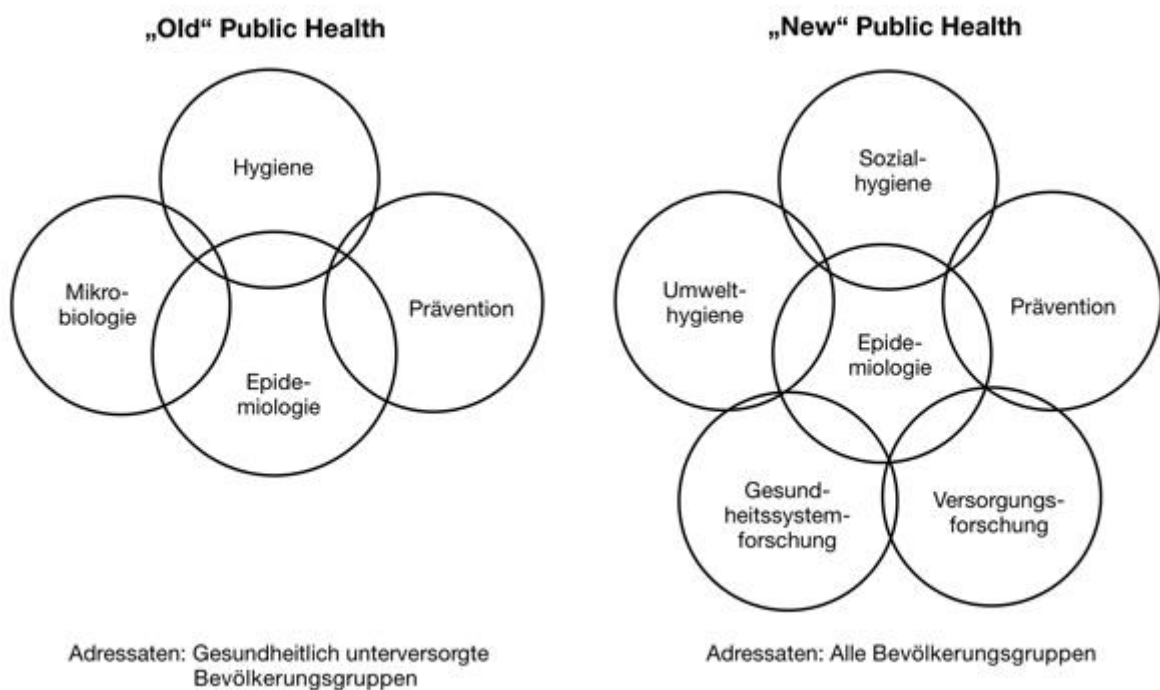 „Old“ Public Health
Hygiene
Mikro-
biologie
Prävention
Epide-
miologie
Adressaten: Gesundheitlich unterversorgte
Bevölkerungsgruppen
„New“ Public Health
Sozial-
hygiene
Umwelt-
hygiene
Prävention
Epide-
miologie
Gesund-
heitssystem-
forschung
Versorgungs-
forschung
Adressaten: Alle Bevölkerungsgruppen